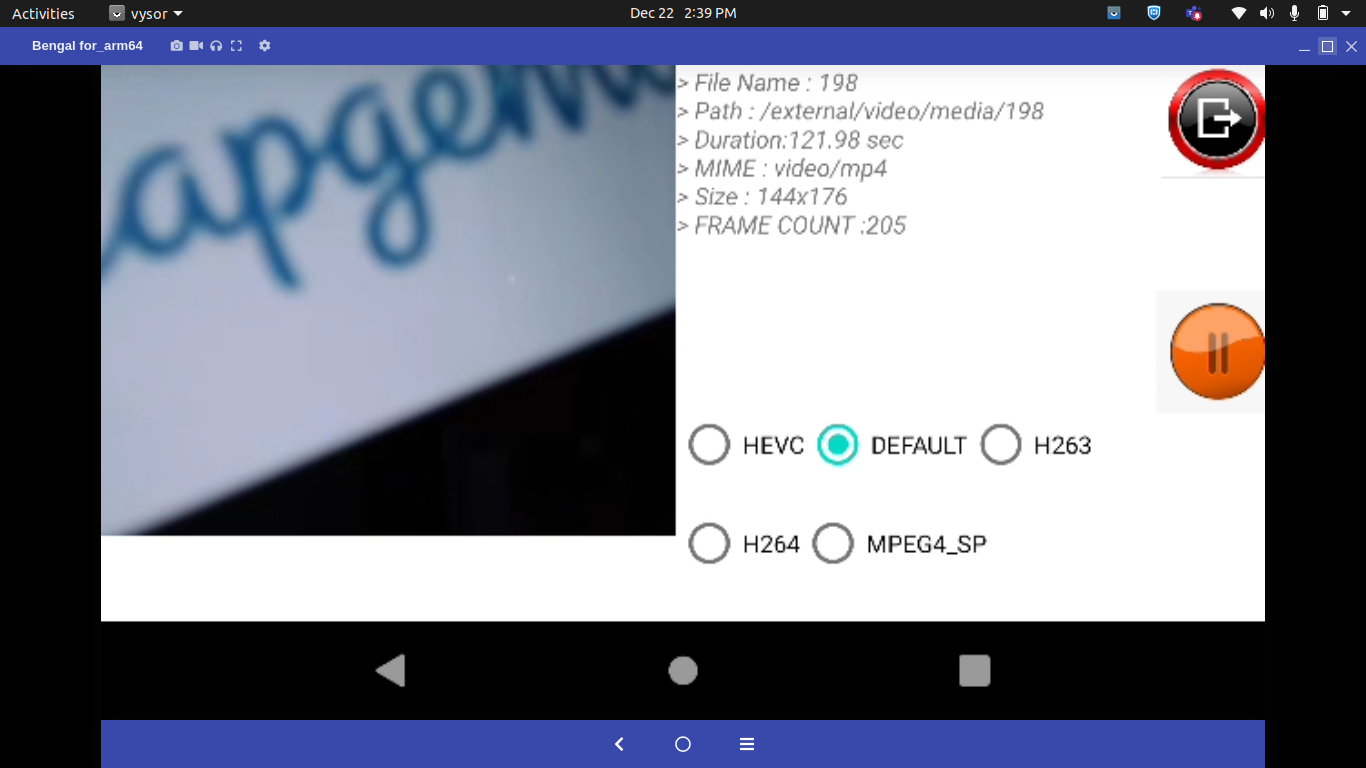 Activities vysor Dec 22 2:39 PM
Bengal for_arm64
apgem
> File Name : 198
> Path : /external/video/media/198
> Duration:121.98 sec
> MIME : video/mp4
> Size : 144x176
> FRAME COUNT :205
HEVC DEFAULT H263
H264 MPEG4_SP